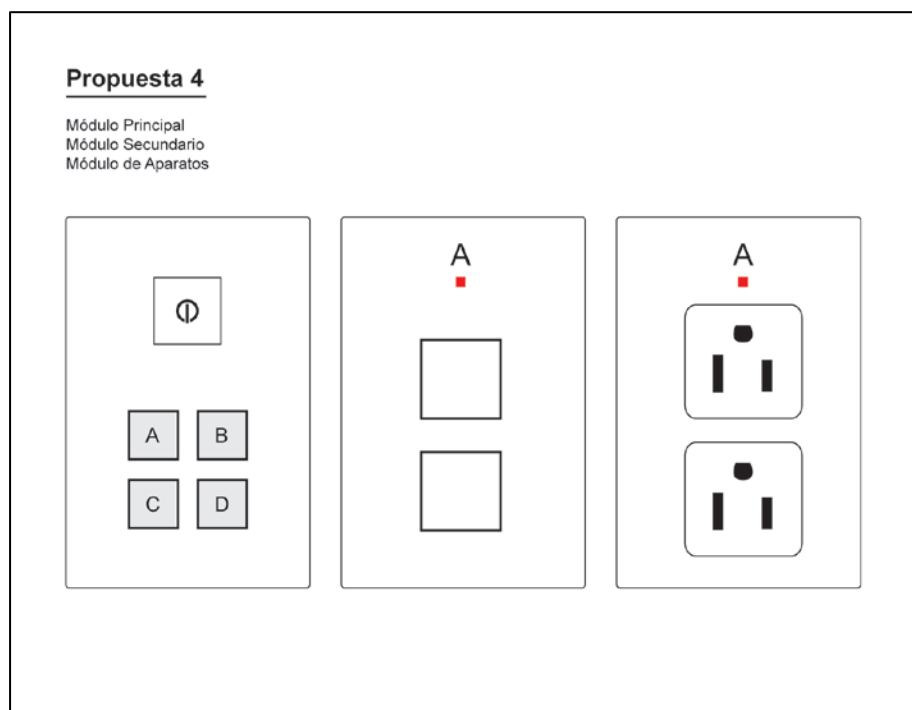 Propuesta 4
Módulo Principal
Módulo Secundario
Módulo de Aparatos
A B
C D
A
A